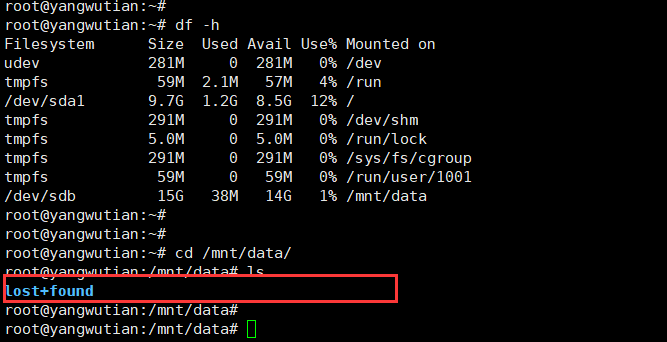 root@yangwutian:~#
root@yangwutian:~# df -h
Filesystem      Size  Used Avail Use% Mounted on
udev            281M     0  281M   0% /dev
tmpfs            59M  2.1M   57M   4% /run
/dev/sda1       9.7G  1.2G  8.5G  12% /
tmpfs           291M     0  291M   0% /dev/shm
tmpfs           5.0M     0  5.0M   0% /run/lock
tmpfs           291M     0  291M   0% /sys/fs/cgroup
tmpfs            59M     0   59M   0% /run/user/1001
/dev/sdb         15G   38M   14G   1% /mnt/data
root@yangwutian:~#
root@yangwutian:~#
root@yangwutian:~# cd /mnt/data/
root@yangwutian:/mnt/data# ls
lost+found
root@yangwutian:/mnt/data#
root@yangwutian:/mnt/data#